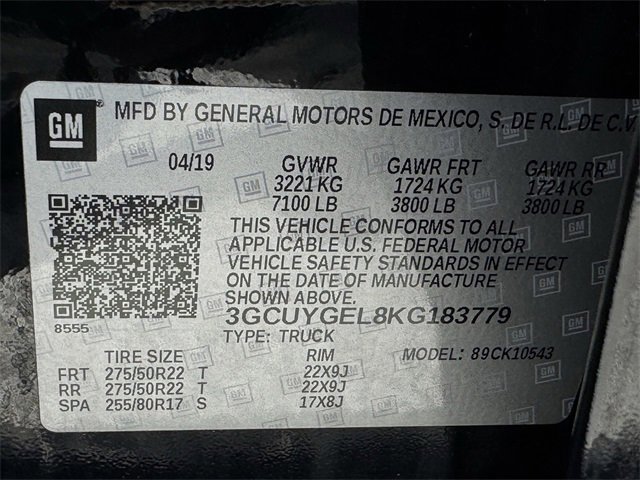 GM ® MFD BY GENERAL MOTORS DE MEXICO, S. DE R.L. DE C.V
04/19 GVWR GAWR FRT GAWR RR
3221 KG 1724 KG 1724 KG
7100 LB 3800 LB 3800 LB
THIS VEHICLE CONFORMS TO ALL
APPLICABLE U.S. FEDERAL MOTOR
VEHICLE SAFETY STANDARDS IN EFFECT
ON THE DATE OF MANUFACTURE
SHOWN ABOVE.
8555 3GCUYGEL8KG183779
TYPE: TRUCK MODEL: 89CK10543
TIRE SIZE RIM
FRT 275/50R22 T 22X9J
RR 275/50R22 T 22X9J
SPA 255/80R17 S 17X8J